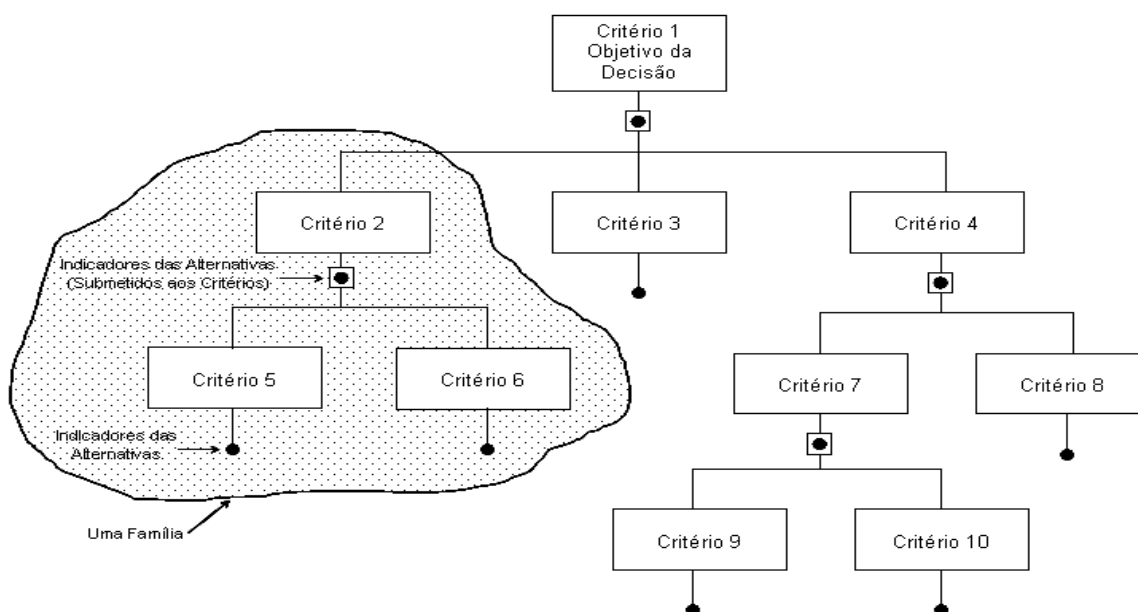 Critério 1
Objetivo da
Decisão
Critério 2
Critério 3
Critério 4
Indicadores das Alternativas
(Submetidos aos Critérios)
Critério 5
Critério 6
Critério 7
Critério 8
Indicadores das
Alternativas
Uma Família
Critério 9
Critério 10